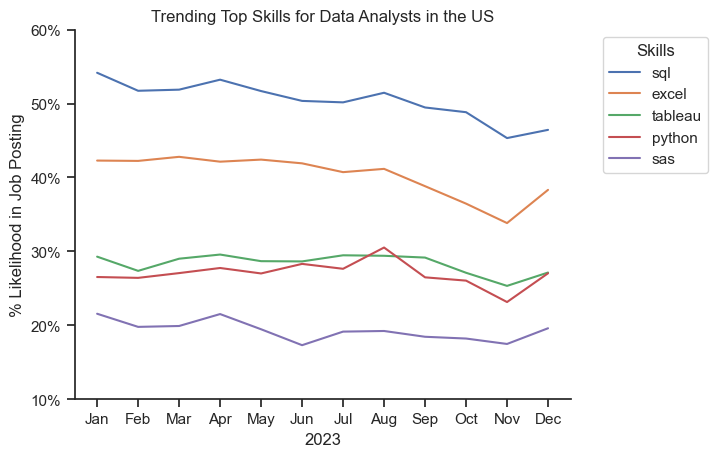 Trending Top Skills for Data Analysts in the US
% Likelihood in Job Posting
60%
50%
40%
30%
20%
10%
Jan Feb Mar Apr May Jun Jul Aug Sep Oct Nov Dec
2023
Skills
sql
excel
tableau
python
sas